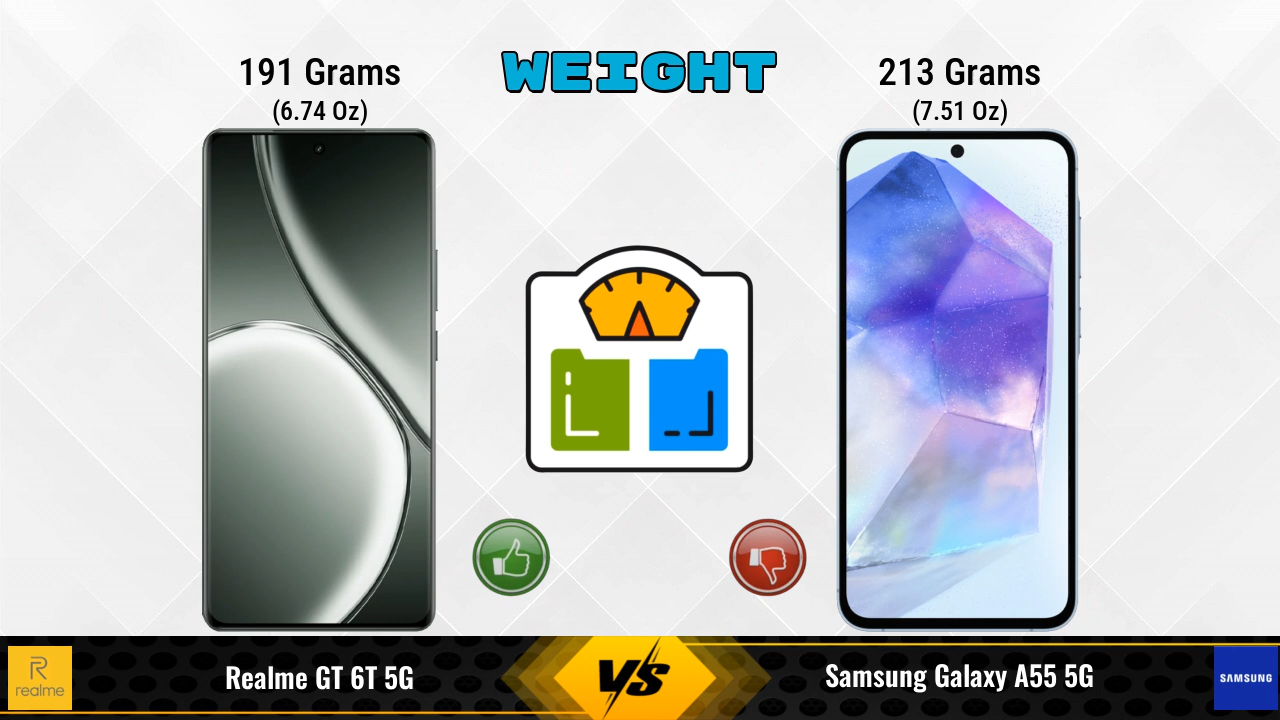 WEIGHT
191 Grams
(6.74 Oz)
213 Grams
(7.51 Oz)
R
realme
Realme GT 6T 5G
VS
Samsung Galaxy A55 5G
SAMSUNG